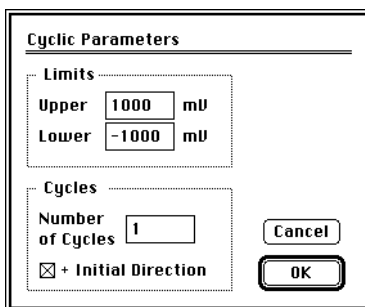 Cyclic Parameters
Limits
Upper 1000 mV
Lower -1000 mV
Cycles
Number
of Cycles 1
+ Initial Direction
Cancel
OK